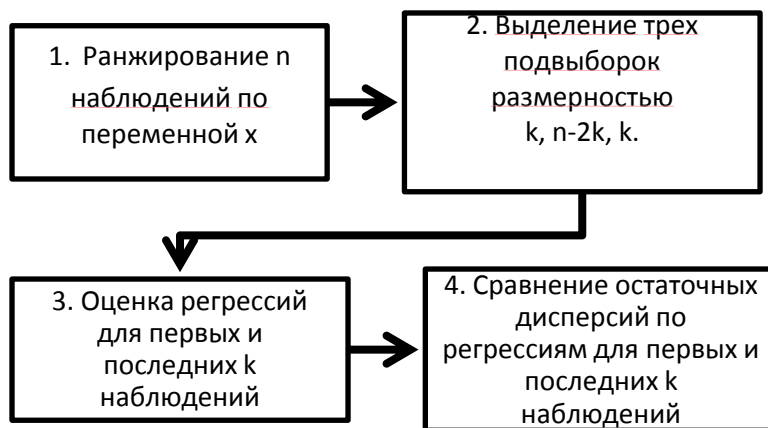 1. Ранжирование n
наблюдений по
переменной x
2. Выделение трех
подвыборок
размерностью
k, n-2k, k.
3. Оценка регрессий
для первых и
последних k
наблюдений
4. Сравнение остаточных
дисперсий по
регрессиям для первых и
последних k
наблюдений